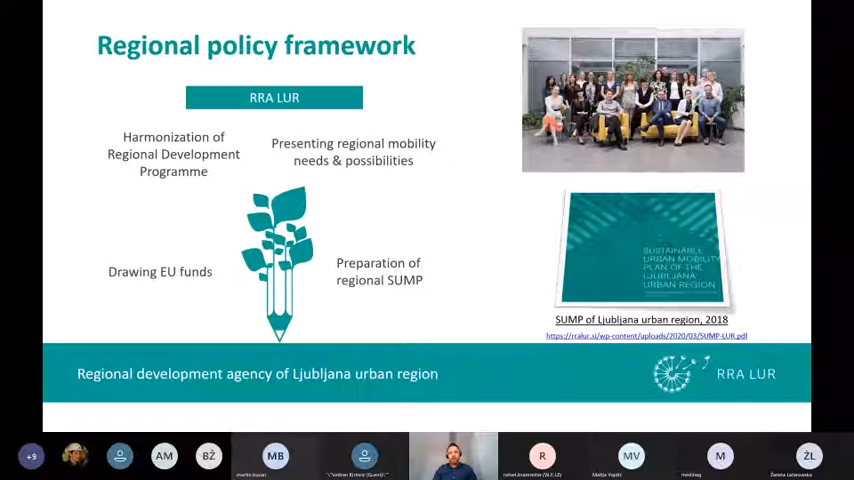 Regional policy framework
RRA LUR
Harmonization of
Regional Development
Programme
Presenting regional mobility
needs & possibilities
Drawing EU funds
Preparation of
regional SUMP
SUSTAINABLE
URBAN MOBILITY
PLAN OF THE
LJUBLJANA
URBAN REGION
SUMP of Ljubljana urban region, 2018
https://rralur.si/wp-content/uploads/2020/03/SUMP-LUR.pdf
Regional development agency of Ljubljana urban region
RRA LUR
+9
AM
BŽ
MB
R
MV
M
ŽL